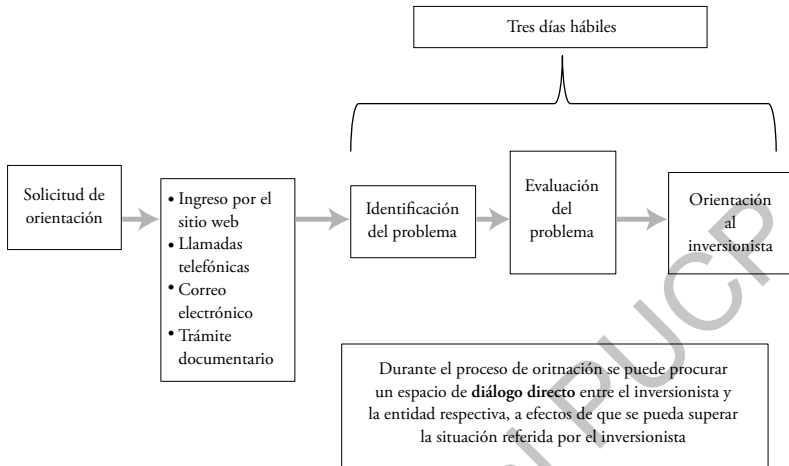 Tres días hábiles
Solicitud de
orientación
• Ingreso por el
sitio web
• Llamadas
telefónicas
• Correo
electrónico
• Trámite
documentario
Identificación
del problema
Evaluación
del
problema
Orientación
al
inversionista
Durante el proceso de oritnación se puede procurar
un espacio de diálogo directo entre el inversionista y
la entidad respectiva, a efectos de que se pueda superar
la situación referida por el inversionista
PUCP